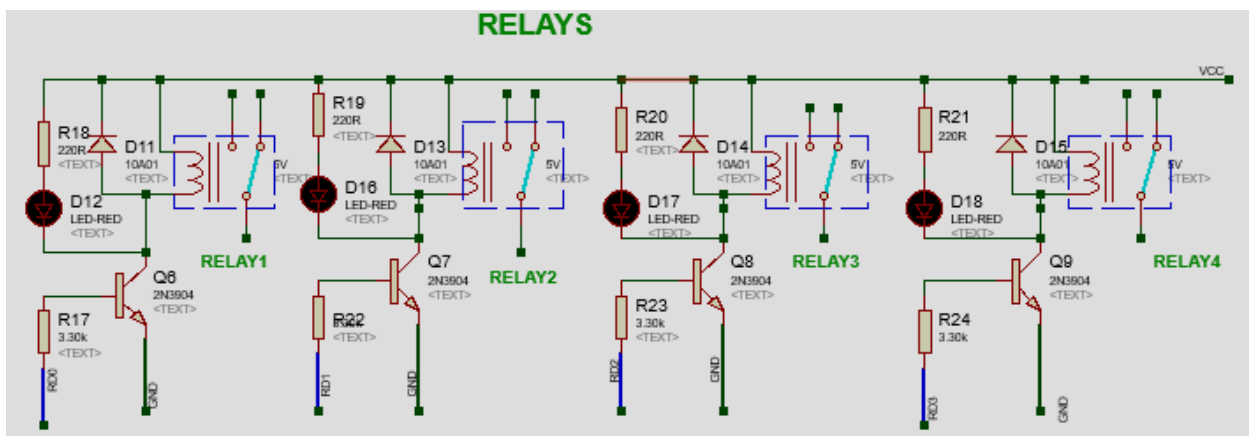 RELAYS
VCC
R18
220R
<TEXT>
D11
10A01
<TEXT>
5V
<TEXT>
D12
LED-RED
<TEXT>
RELAY1
Q6
2N3904
<TEXT>
R17
3.30k
<TEXT>
RD0
GND
R19
220R
<TEXT>
D13
10A01
<TEXT>
5V
<TEXT>
D16
LED-RED
<TEXT>
RELAY2
Q7
2N3904
<TEXT>
R22
<TEXT>
RD1
GND
R20
220R
<TEXT>
D14
10A01
<TEXT>
5V
<TEXT>
D17
LED-RED
<TEXT>
RELAY3
Q8
2N3904
<TEXT>
R23
3.30k
<TEXT>
RD2
GND
R21
220R
D15
10A01
<TEXT>
5V
<TEXT>
D18
LED-RED
<TEXT>
RELAY4
Q9
2N3904
<TEXT>
R24
3.30k
RD3
GND